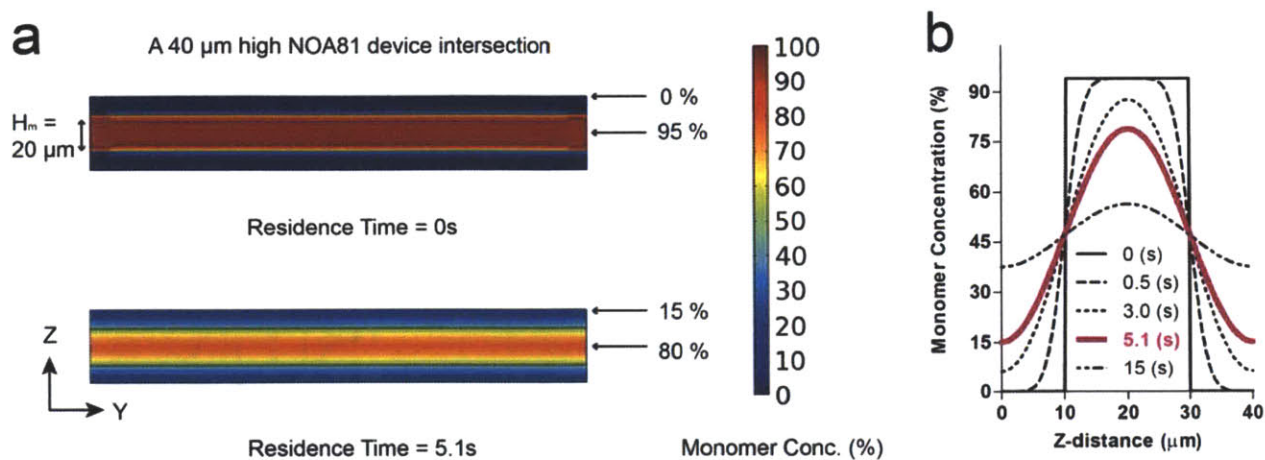 a
A 40 μm high NOA81 device intersection
Hₘ =
20 μm
0 %
95 %
Residence Time = 0s
Z
Y
15 %
80 %
Residence Time = 5.1s
100
90
80
70
60
50
40
30
20
10
0
Monomer Conc. (%)
b
Monomer Concentration (%)
90
75
60
45
30
15
0
0 (s)
0.5 (s)
3.0 (s)
5.1 (s)
15 (s)
0 10 20 30 40
Z-distance (μm)